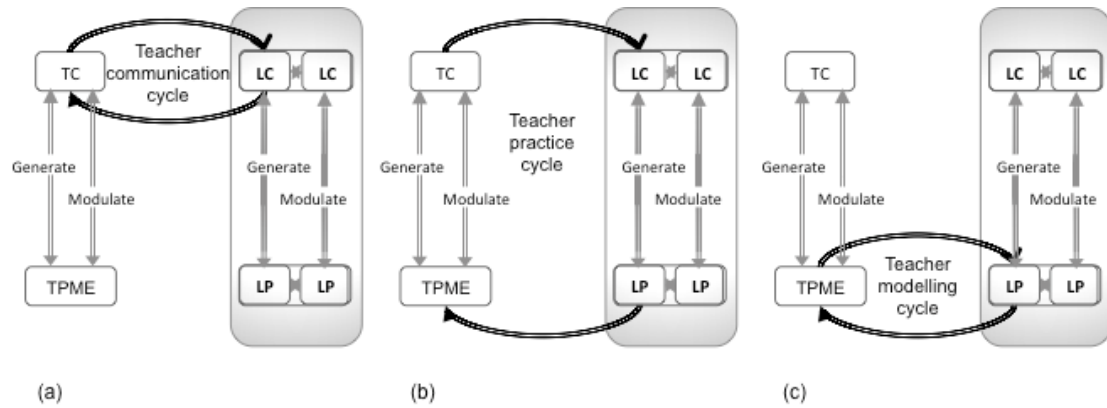 Teacher
communication
cycle
TC
LC
LC
Generate
Modulate
Generate
Modulate
TPME
LP
LP
(a)
TC
LC
LC
Teacher
practice
cycle
Generate
Modulate
Generate
Modulate
TPME
LP
LP
(b)
TC
LC
LC
Generate
Modulate
Generate
Modulate
TPME
Teacher
modelling
cycle
LP
LP
(c)